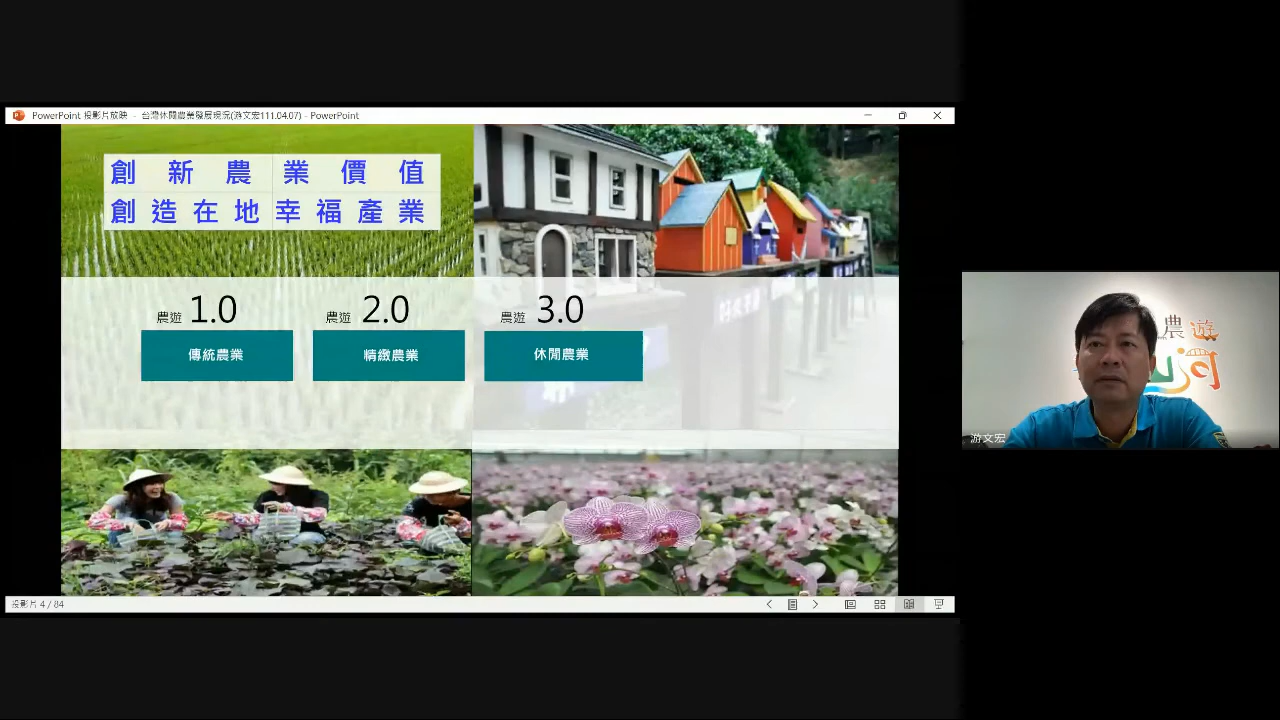 PowerPoint 投影片放映 - 台灣休閒農業發展現況(游文宏111.04.07) - PowerPoint
創新農業價值
創造在地幸福產業
農遊 1.0
農遊 2.0
農遊 3.0
傳統農業
精緻農業
休閒農業
農遊
山河
游文宏
投影片 4 / 84